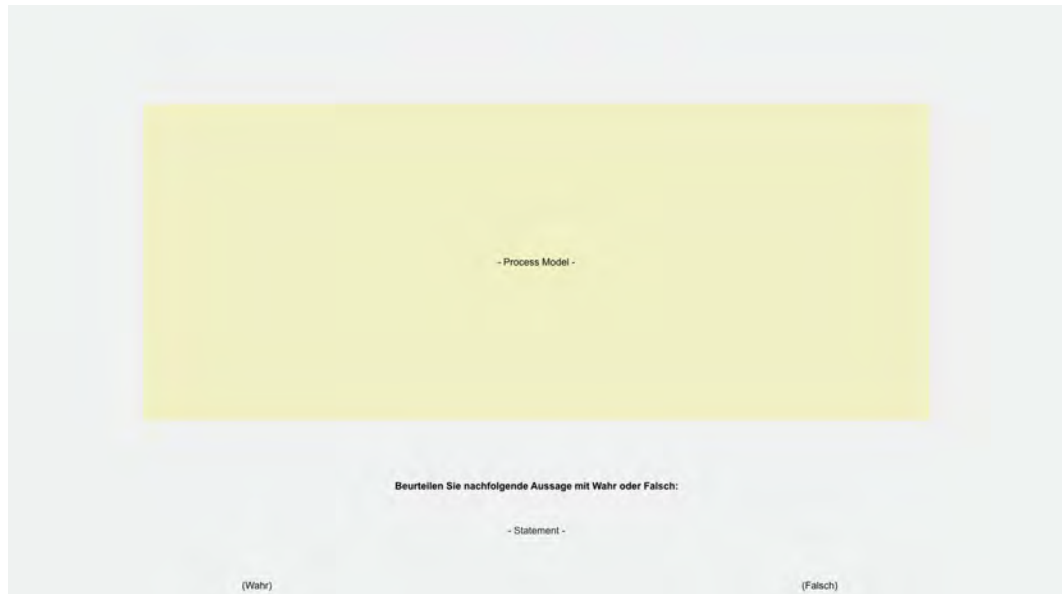 - Process Model -
Beurteilen Sie nachfolgende Aussage mit Wahr oder Falsch:
- Statement -
(Wahr) (Falsch)